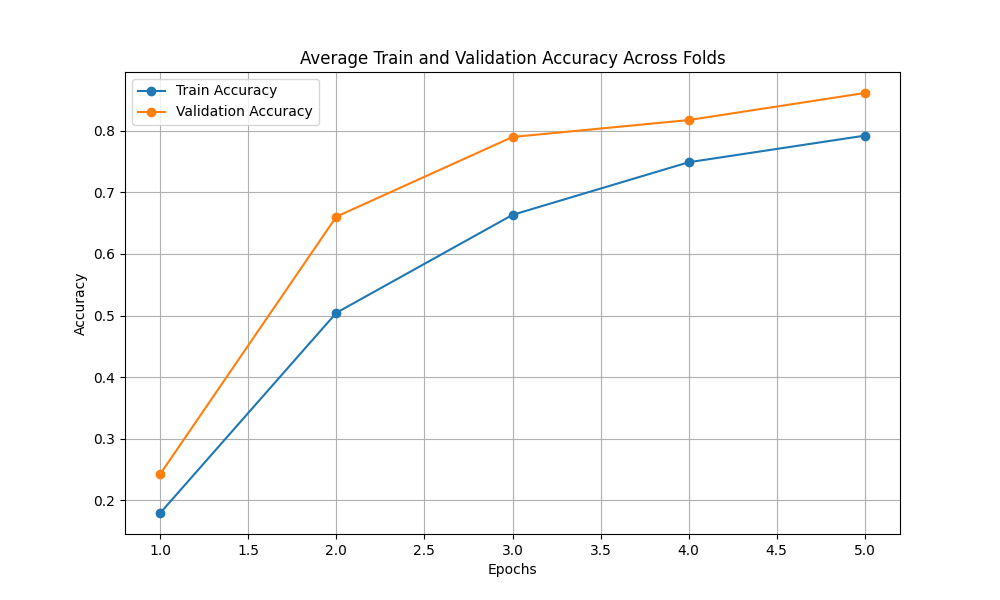 Average Train and Validation Accuracy Across Folds
Train Accuracy
Validation Accuracy
Accuracy
0.8
0.7
0.6
0.5
0.4
0.3
0.2
1.0 1.5 2.0 2.5 3.0 3.5 4.0 4.5 5.0
Epochs